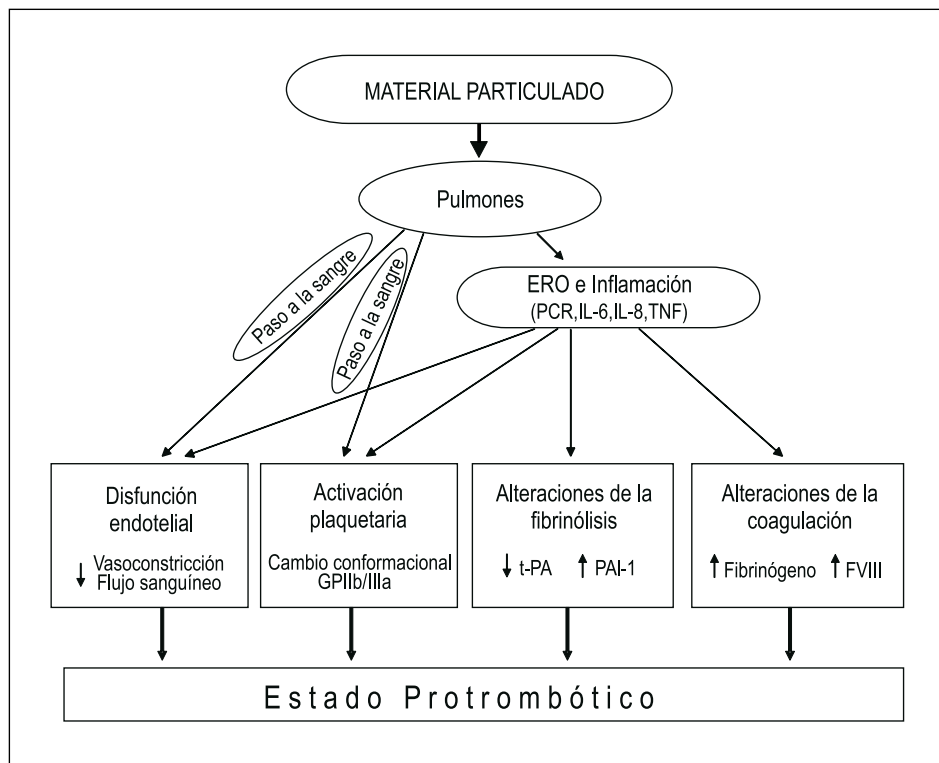 MATERIAL PARTICULADO
Pulmones
Paso a la sangre
Paso a la sangre
ERO e Inflamación
(PCR,IL-6,IL-8,TNF)
Disfunción
endotelial
Vasoconstricción
↓ Flujo sanguíneo
Activación
plaquetaria
Cambio conformacional
GPIIb/IIIa
Alteraciones de la
fibrinólisis
↓ t-PA ↑ PAI-1
Alteraciones de la
coagulación
↑ Fibrinógeno ↑ FVIII
Estado Protrombótico